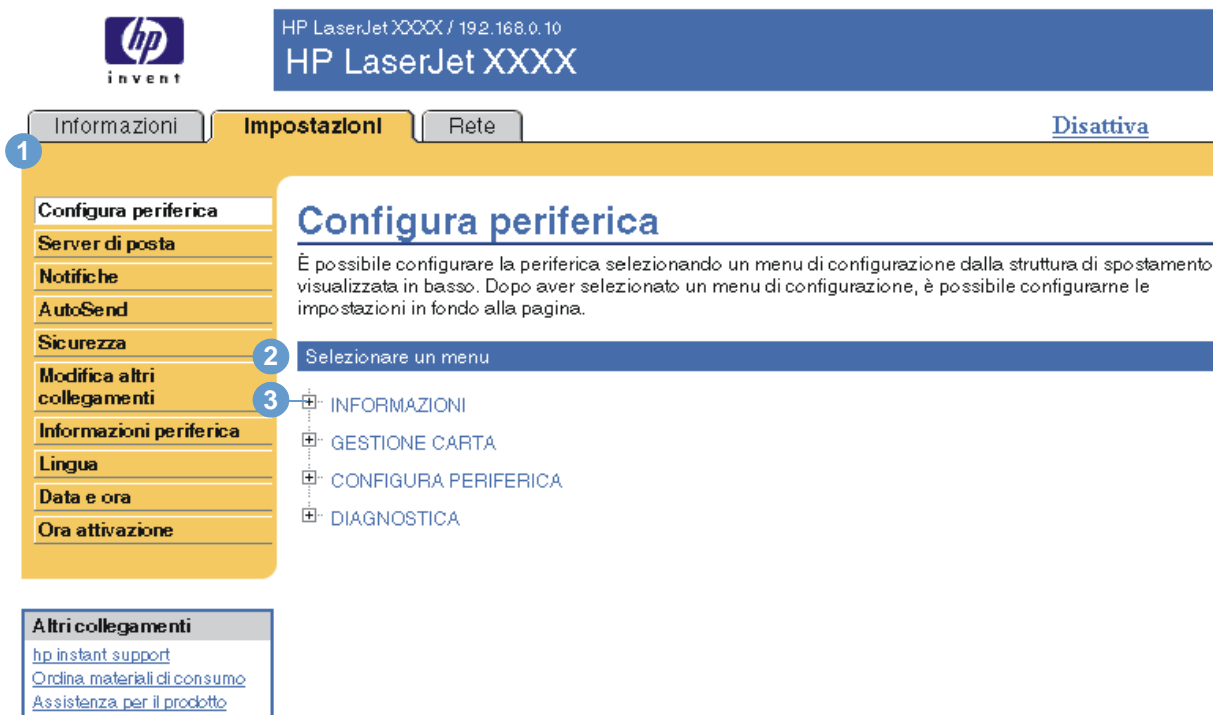 hp
invent
HP LaserJet XXXX / 192.168.0.10
HP LaserJet XXXX
Informazioni
Impostazioni
Rete
Disattiva
1
Configura periferica
Server di posta
Notifiche
AutoSend
Sicurezza
Modifica altri
collegamenti
Informazioni periferica
Lingua
Data e ora
Ora attivazione
Configura periferica
È possibile configurare la periferica selezionando un menu di configurazione dalla struttura di spostamento
visualizzata in basso. Dopo aver selezionato un menu di configurazione, è possibile configurarne le
impostazioni in fondo alla pagina.
2
Selezionare un menu
3
INFORMAZIONI
GESTIONE CARTA
CONFIGURA PERIFERICA
DIAGNOSTICA
Altri collegamenti
hp instant support
Ordina materiali di consumo
Assistenza per il prodotto